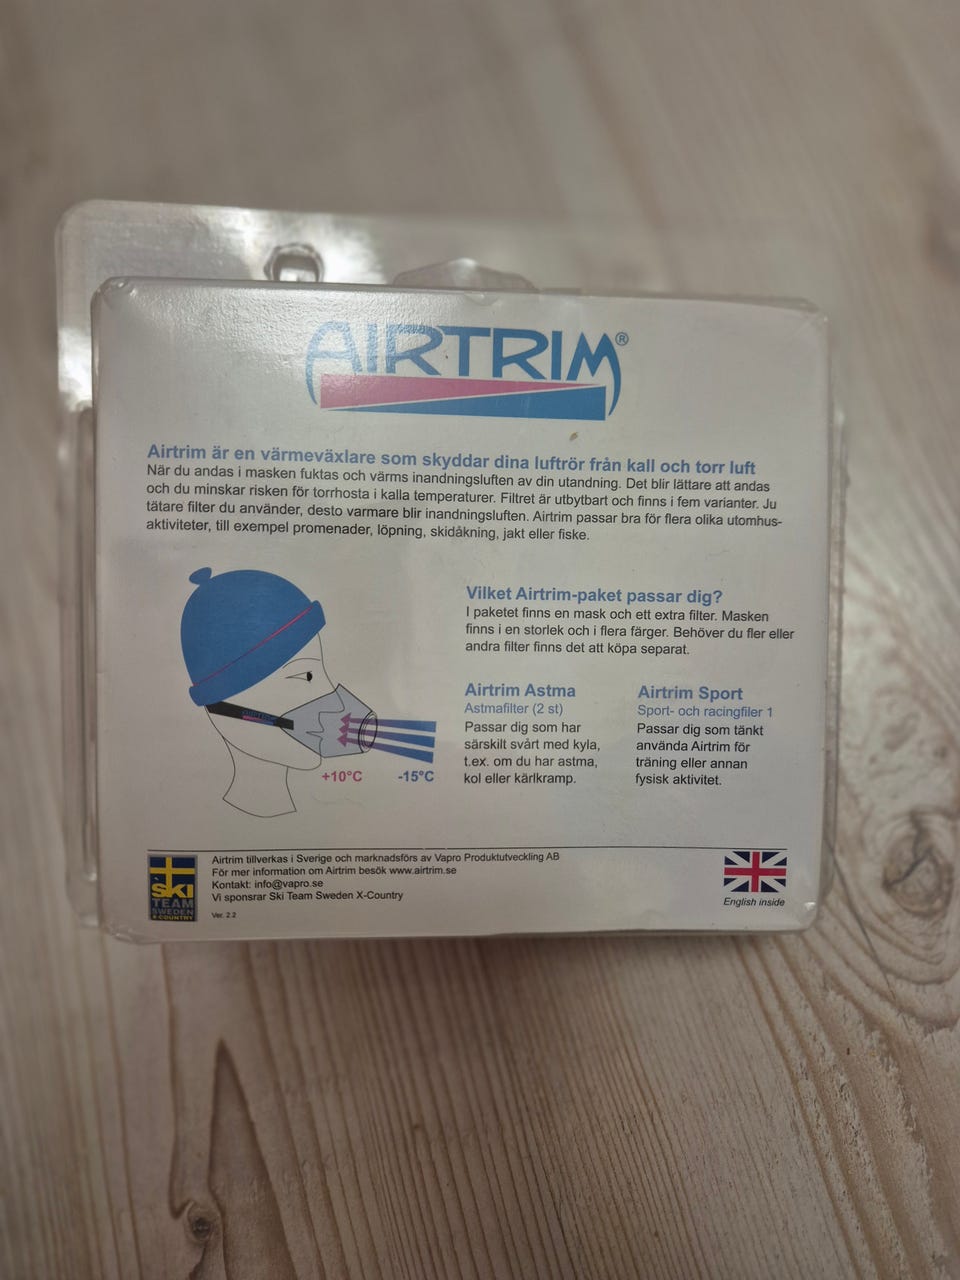 AIRTRIM®
Airtrim är en värmeväxlare som skyddar dina luftrör från kall och torr luft
När du andas i masken fuktas och värms inandningsluften av din utandning. Det blir lättare att andas
och du minskar risken för torrhosta i kalla temperaturer. Filtret är utbytbart och finns i fem varianter. Ju
tätare filter du använder, desto varmare blir inandningsluften. Airtrim passar bra för flera olika utomhus-
aktiviteter, till exempel promenader, löpning, skidåkning, jakt eller fiske.
Vilket Airtrim-paket passar dig?
I paketet finns en mask och ett extra filter. Masken
finns i en storlek och i flera färger. Behöver du fler eller
andra filter finns det att köpa separat.
Airtrim Astma
Astmafilter (2 st)
Passar dig som har
särskilt svårt med kyla,
t.ex. om du har astma,
kol eller kärlkramp.
Airtrim Sport
Sport- och racingfiler 1
Passar dig som tänkt
använda Airtrim för
träning eller annan
fysisk aktivitet.
AIRTRIM
+10°C -15°C
SKI
TEAM
SWEDEN
X-COUNTRY
Airtrim tillverkas i Sverige och marknadsförs av Vapro Produktutveckling AB
För mer information om Airtrim besök www.airtrim.se
Kontakt: info@vapro.se
Vi sponsrar Ski Team Sweden X-Country
Ver. 2.2
English inside